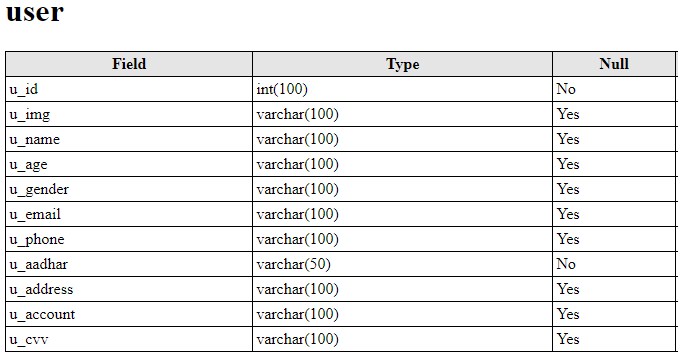 user
Field Type Null
u_id int(100) No
u_img varchar(100) Yes
u_name varchar(100) Yes
u_age varchar(100) Yes
u_gender varchar(100) Yes
u_email varchar(100) Yes
u_phone varchar(100) Yes
u_aadhar varchar(50) No
u_address varchar(100) Yes
u_account varchar(100) Yes
u_cvv varchar(100) Yes